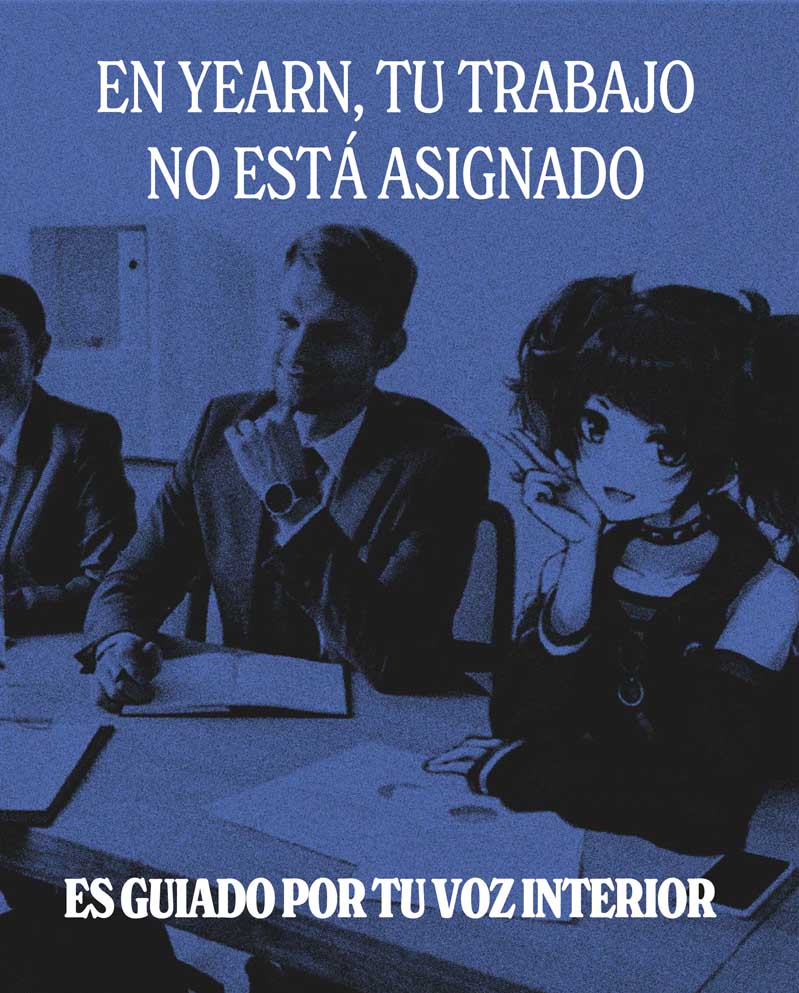 EN YEARN, TU TRABAJO
NO ESTÁ ASIGNADO
ES GUIADO POR TU VOZ INTERIOR